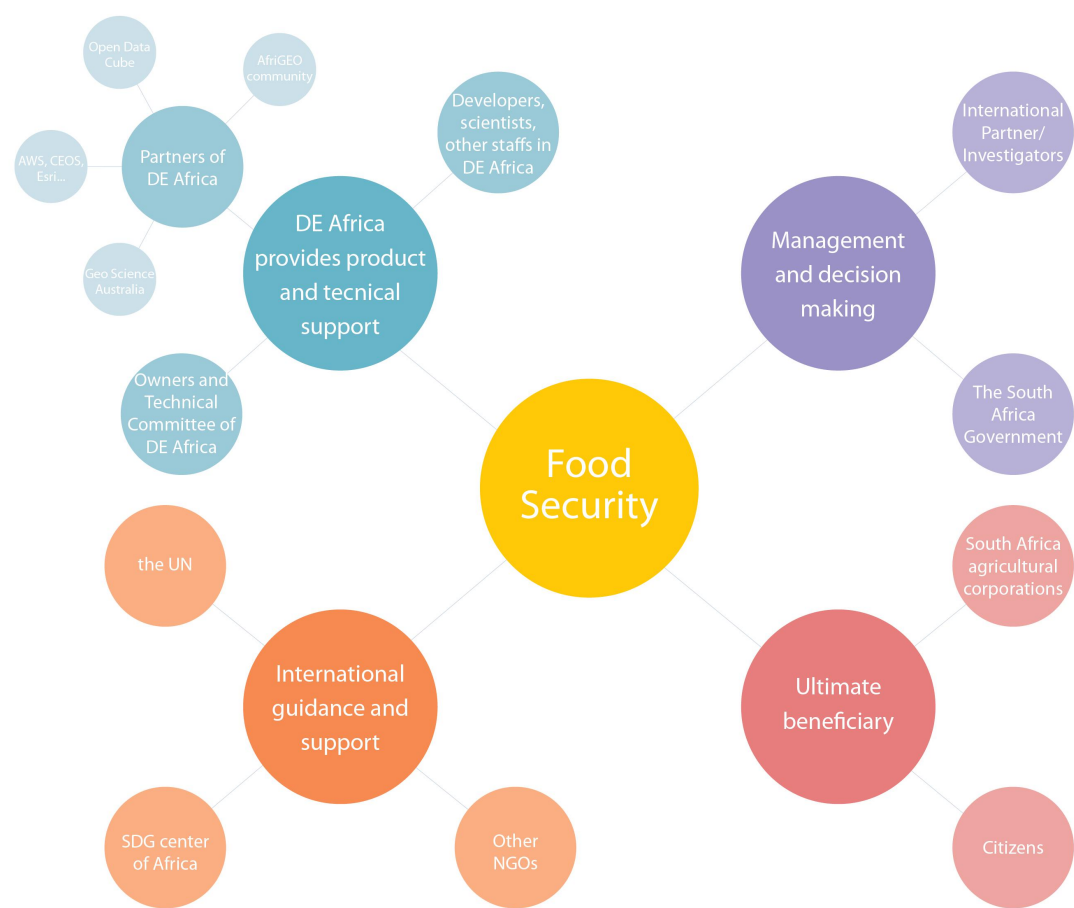 Open Data
Cube
AfriGEO
community
AWS, CEOS,
Esri...
Partners of
DE Africa
Geo Science
Australia
Developers,
scientists,
other staffs in
DE Africa
DE Africa
provides product
and tecnical
support
Owners and
Technical
Committee of
DE Africa
International
Partner/
Investigators
Management
and decision
making
The South
Africa
Government
Food
Security
the UN
International
guidance and
support
SDG center
of Africa
Other
NGOs
South Africa
agricultural
corporations
Ultimate
beneficiary
Citizens